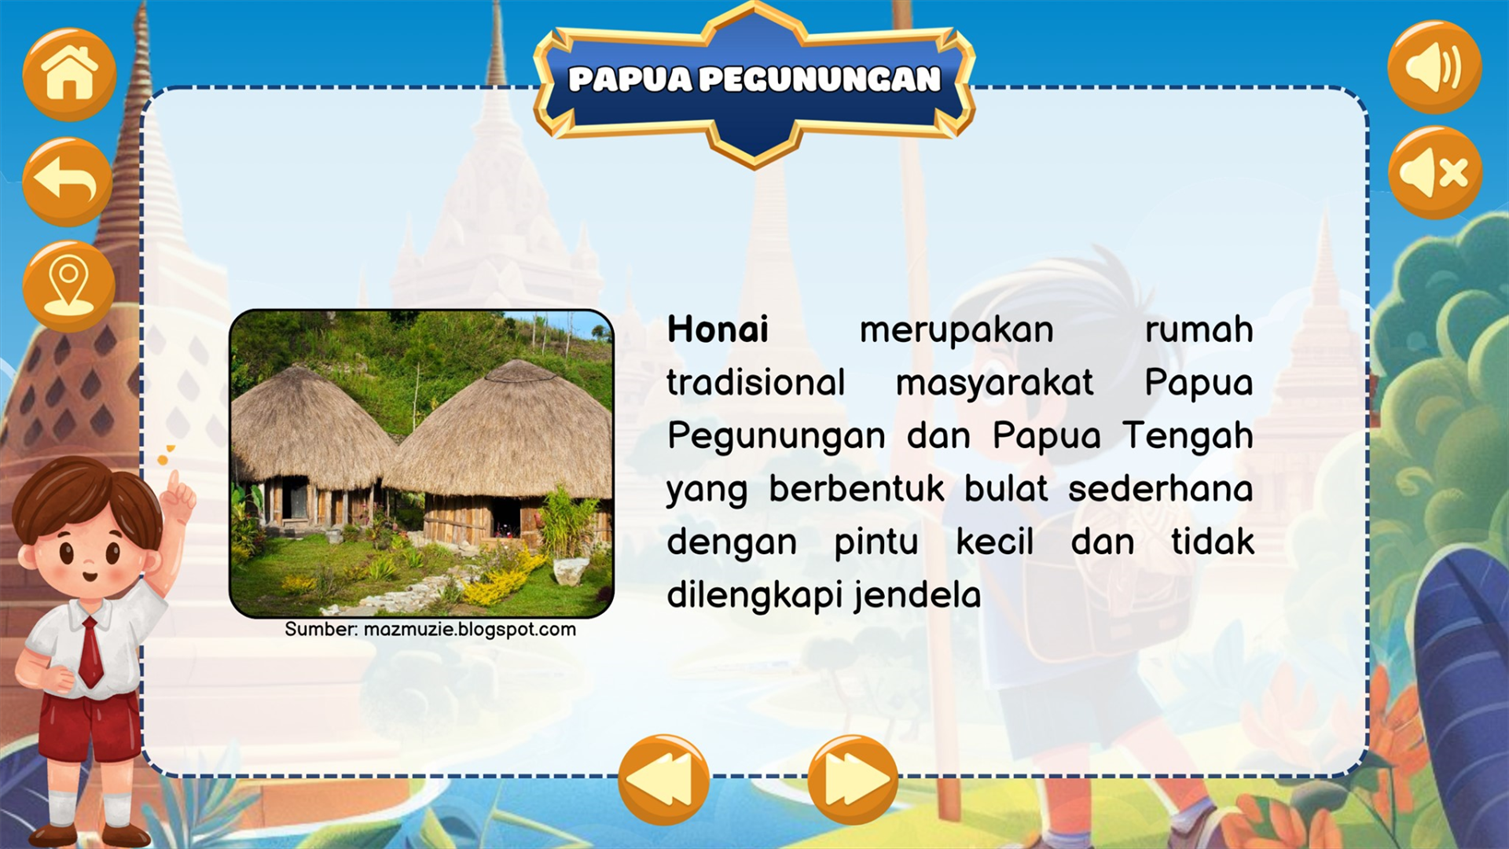 PAPUA PEGUNUNGAN
Honai merupakan rumah
tradisional masyarakat Papua
Pegunungan dan Papua Tengah
yang berbentuk bulat sederhana
dengan pintu kecil dan tidak
dilengkapi jendela
Sumber: mazmuzie.blogspot.com